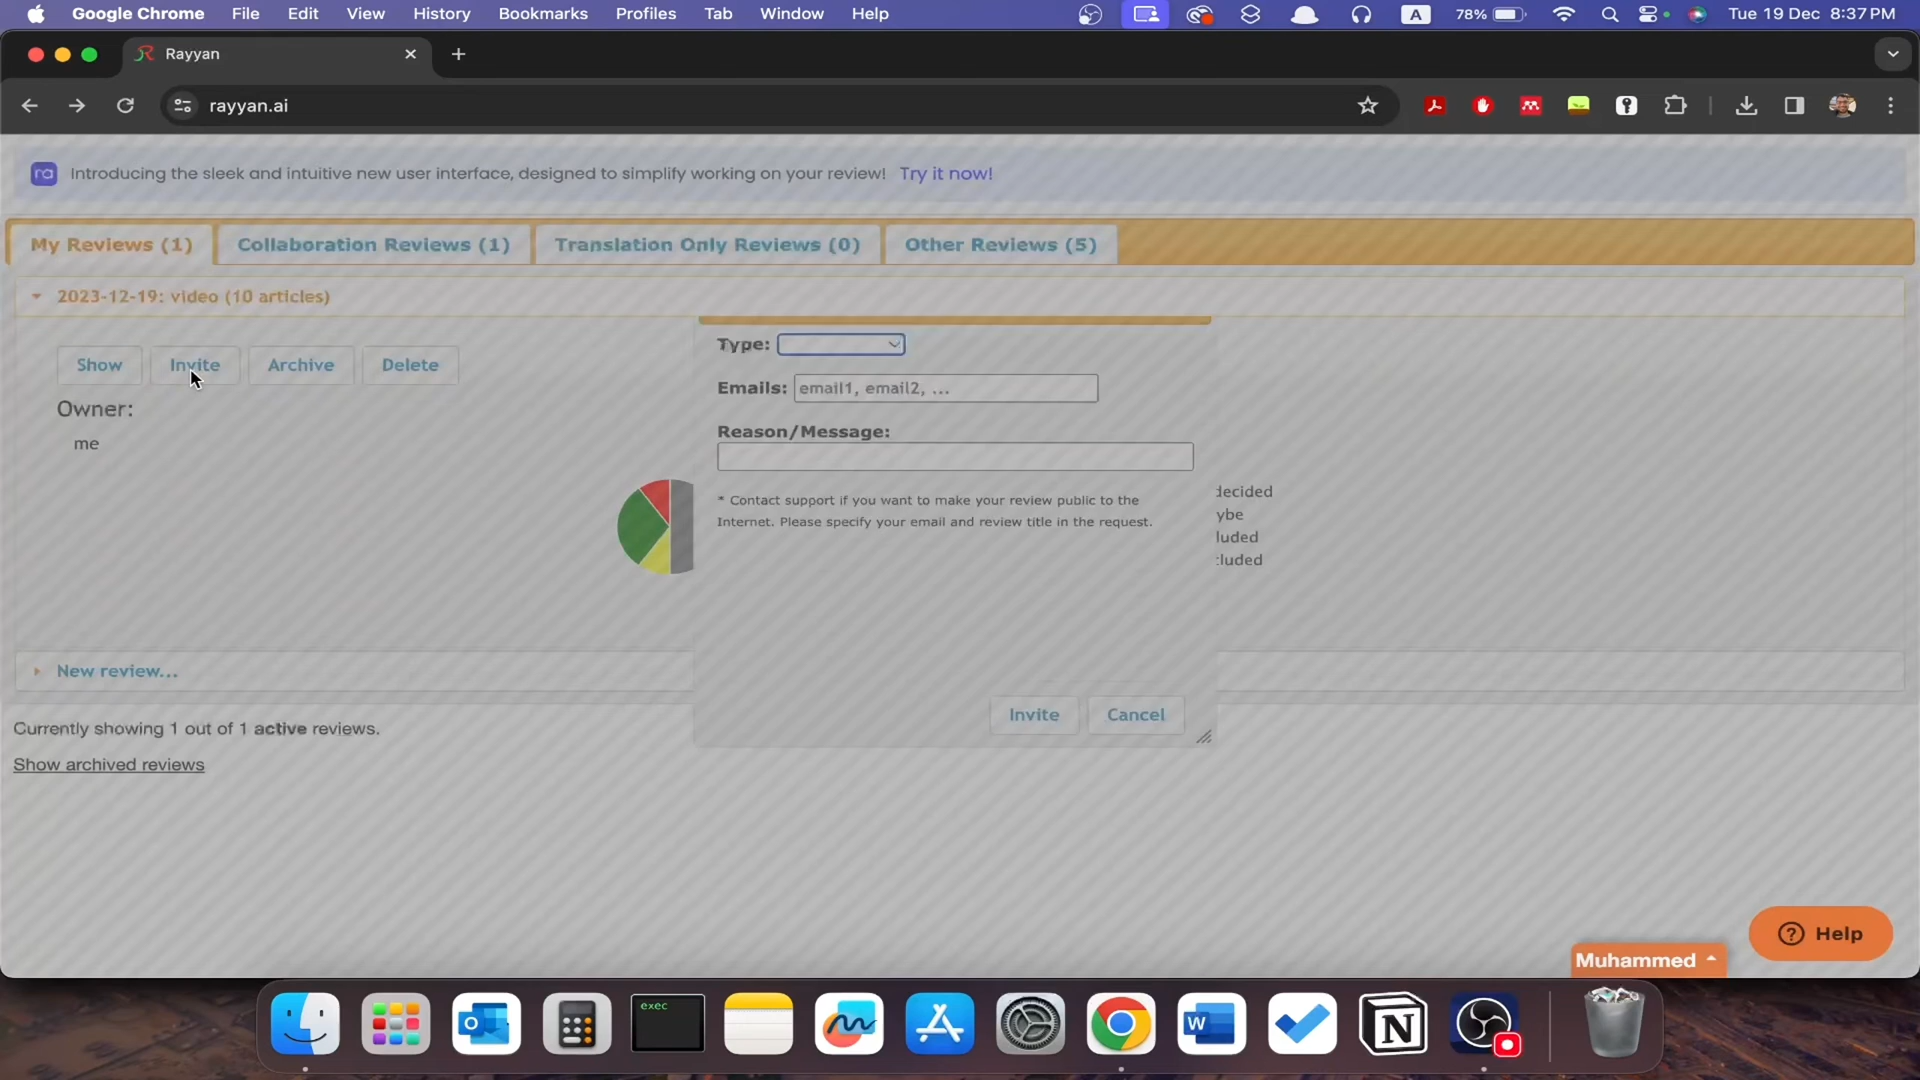 Google Chrome File Edit View History Bookmarks Profiles Tab Window Help A 78% Tue 19 Dec 8:37 PM
Rayyan
rayyan.ai
ra Introducing the sleek and intuitive new user interface, designed to simplify working on your review! Try it now!
My Reviews (1) Collaboration Reviews (1) Translation Only Reviews (0) Other Reviews (5)
2023-12-19: video (10 articles)
Show Invite Archive Delete
Owner:
me
Type:
Emails: email1, email2, ...
Reason/Message:
* Contact support if you want to make your review public to the
Internet. Please specify your email and review title in the request.
decided
ybe
luded
cluded
Invite Cancel
New review...
Currently showing 1 out of 1 active reviews.
Show archived reviews
? Help
Muhammed
exec
O
W
N